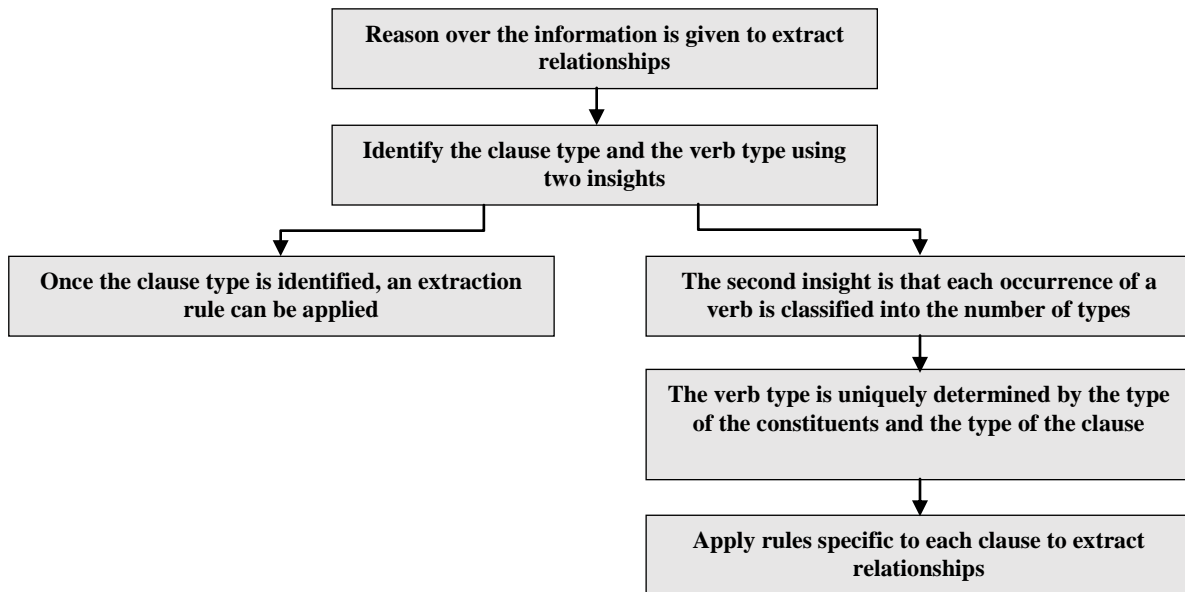 Reason over the information is given to extract
relationships
Identify the clause type and the verb type using
two insights
Once the clause type is identified, an extraction
rule can be applied
The second insight is that each occurrence of a
verb is classified into the number of types
The verb type is uniquely determined by the type
of the constituents and the type of the clause
Apply rules specific to each clause to extract
relationships